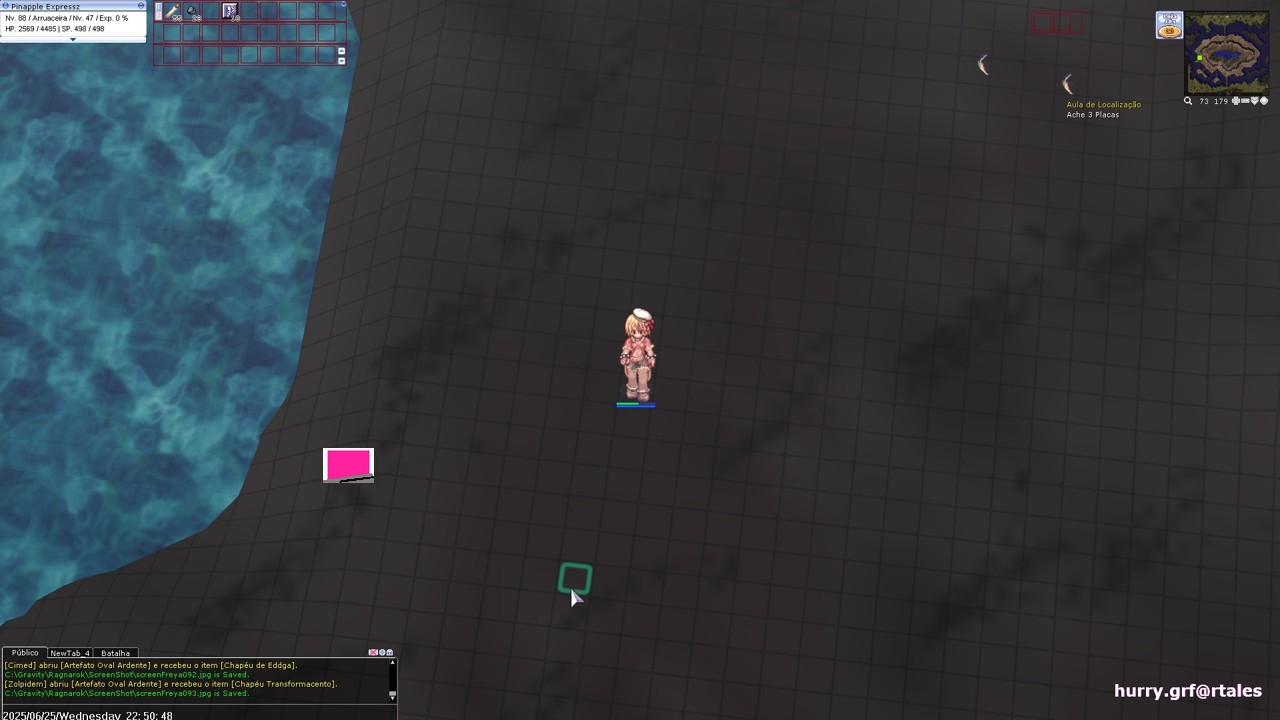 Pinapple Expressz
Nv. 88 / Arruaceira / Nv. 47 / Exp. 0 %
HP. 2569 / 4485 | SP. 498 / 498
Aula de Localização
Ache 3 Placas
73 179
Público
NewTab_4
Batalha
[Cimed] abriu [Artefato Oval Ardente] e recebeu o item [Chapéu de Eddga].
C:\Gravity\Ragnarok\ScreenShot\screenFreya092.jpg is Saved.
[Zolpidem] abriu [Artefato Oval Ardente] e recebeu o item [Chapéu Transformacento].
C:\Gravity\Ragnarok\ScreenShot\screenFreya093.jpg is Saved.
2025/06/25/Wednesday 22:50:48
hurry.grf@rtales